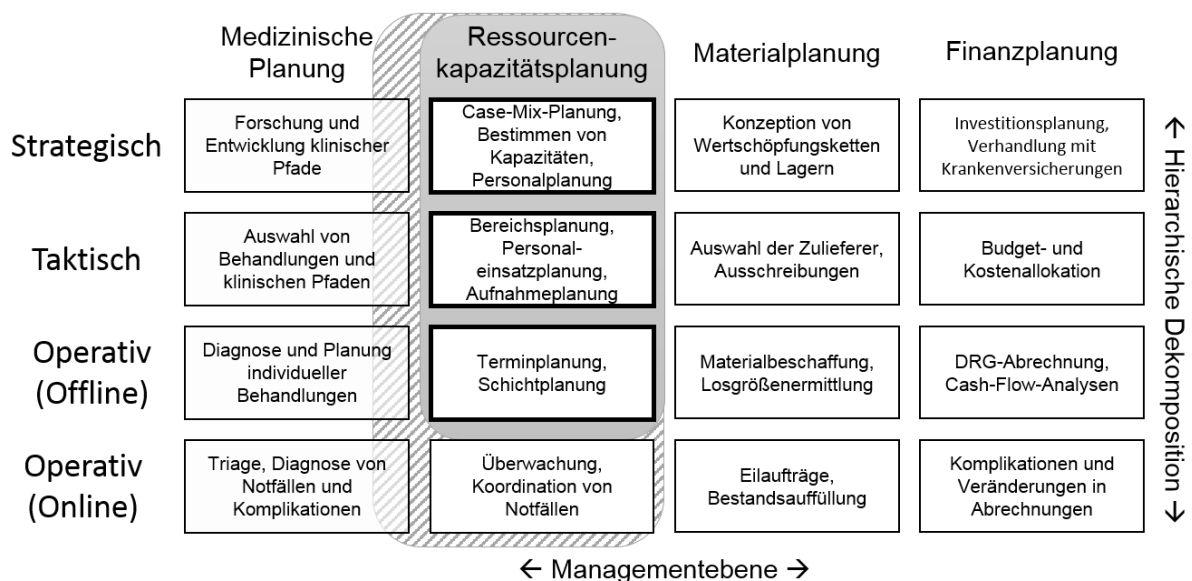 Medizinische
Planung
Ressourcen-
kapazitätsplanung
Materialplanung
Finanzplanung
Strategisch
Forschung und
Entwicklung klinischer
Pfade
Case-Mix-Planung,
Bestimmen von
Kapazitäten,
Personalplanung
Konzeption von
Wertschöpfungsketten
und Lagern
Investitionsplanung,
Verhandlung mit
Krankenversicherungen
Taktisch
Auswahl von
Behandlungen und
klinischen Pfaden
Bereichsplanung,
Personal-
einsatzplanung,
Aufnahmeplanung
Auswahl der Zulieferer,
Ausschreibungen
Budget- und
Kostenallokation
Operativ
(Offline)
Diagnose und Planung
individueller
Behandlungen
Terminplanung,
Schichtplanung
Materialbeschaffung,
Losgrößenermittlung
DRG-Abrechnung,
Cash-Flow-Analysen
Operativ
(Online)
Triage, Diagnose von
Notfällen und
Komplikationen
Überwachung,
Koordination von
Notfällen
Eilaufträge,
Bestandsauffüllung
Komplikationen und
Veränderungen in
Abrechnungen
← Hierarchische Dekomposition →
← Managementebene →